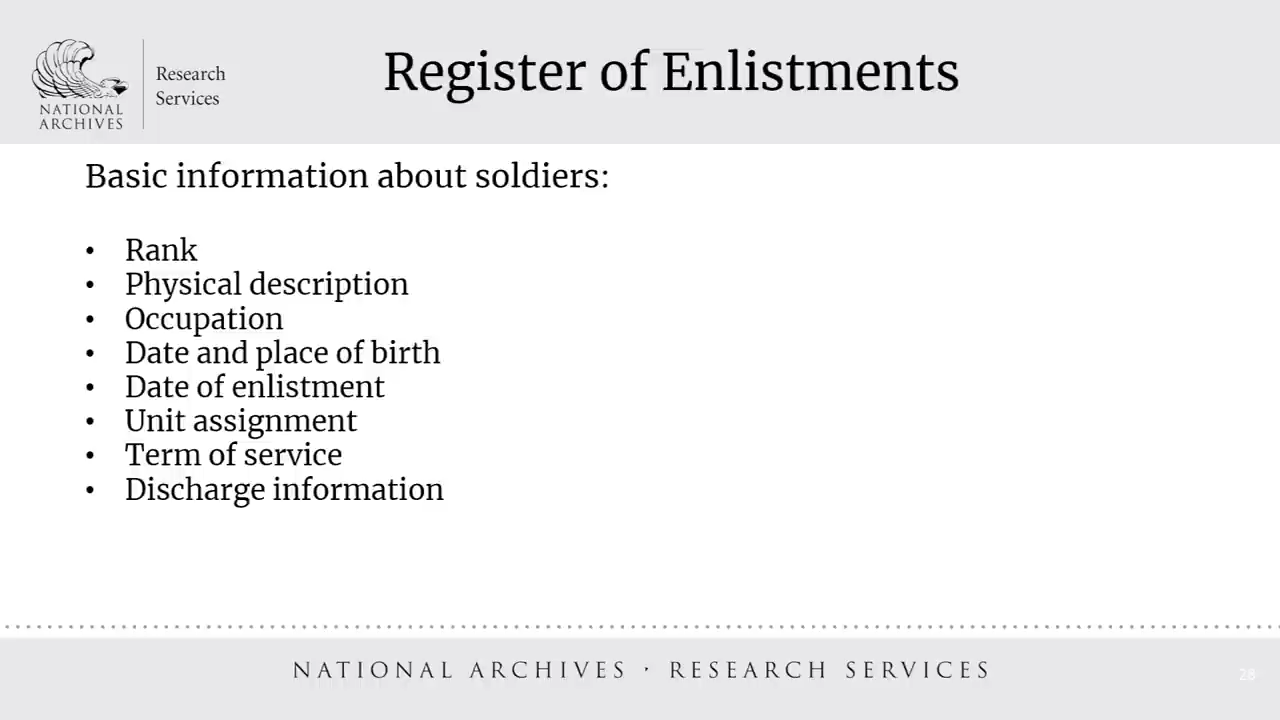 NATIONAL
ARCHIVES
Research
Services
Register of Enlistments
Basic information about soldiers:
• Rank
• Physical description
• Occupation
• Date and place of birth
• Date of enlistment
• Unit assignment
• Term of service
• Discharge information
NATIONAL ARCHIVES · RESEARCH SERVICES
28